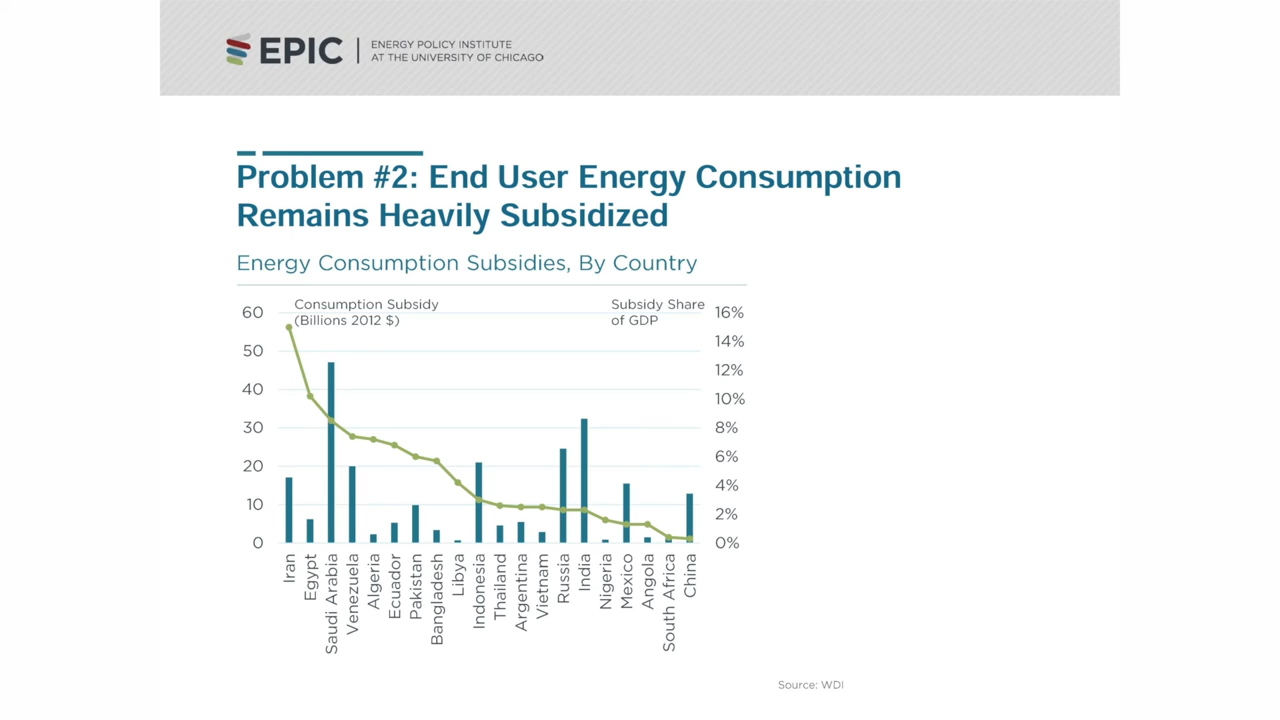 EPIC
ENERGY POLICY INSTITUTE
AT THE UNIVERSITY OF CHICAGO
Problem #2: End User Energy Consumption
Remains Heavily Subsidized
Energy Consumption Subsidies, By Country
Consumption Subsidy
(Billions 2012 $)
Subsidy Share
of GDP
60
50
40
30
20
10
0
16%
14%
12%
10%
8%
6%
4%
2%
0%
Iran
Egypt
Saudi Arabia
Venezuela
Algeria
Ecuador
Pakistan
Bangladesh
Libya
Indonesia
Thailand
Argentina
Vietnam
Russia
India
Nigeria
Mexico
Angola
South Africa
China
Source: WDI